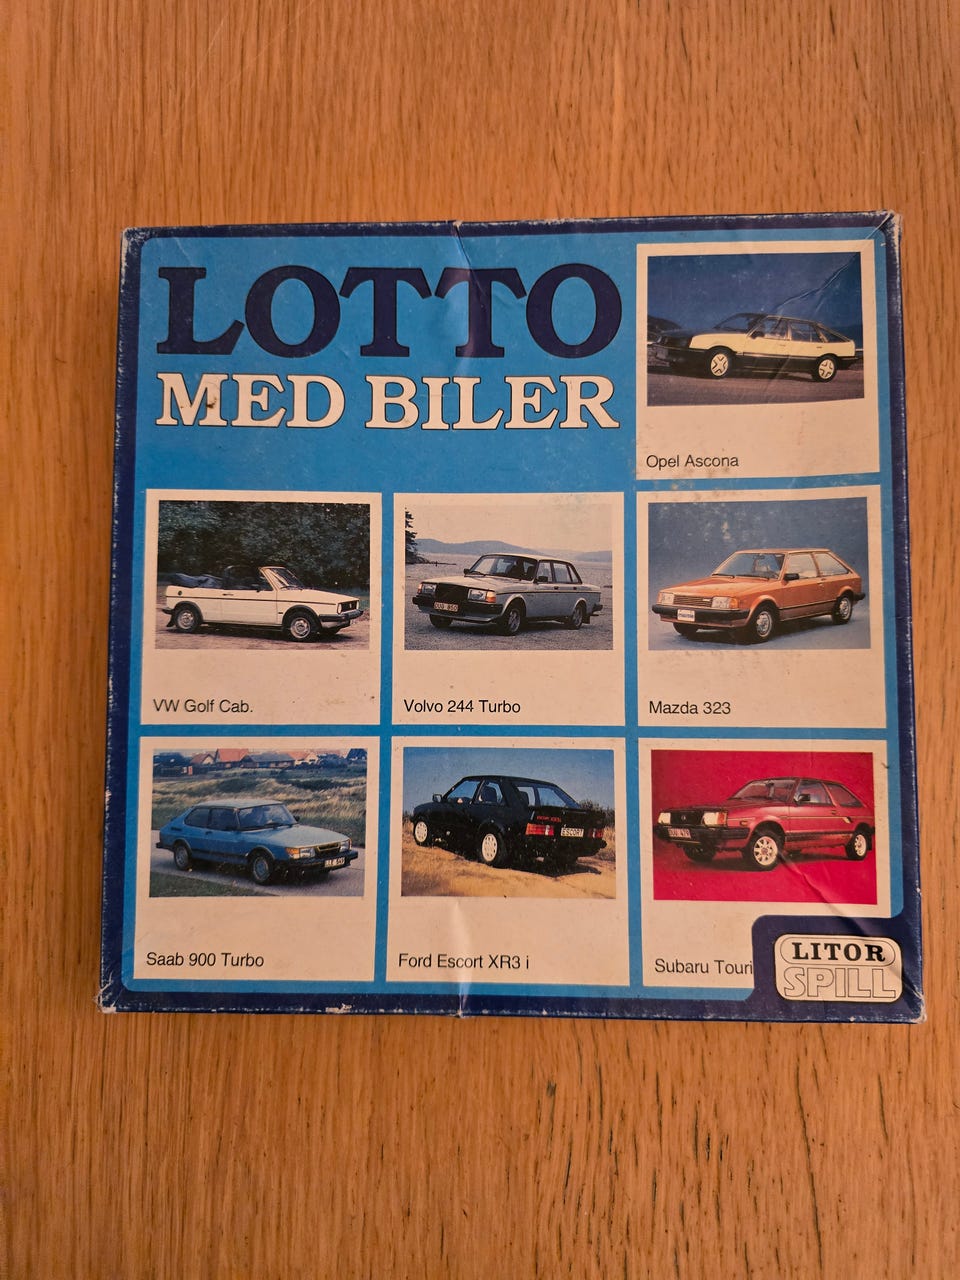 LOTTO
MED BILER
Opel Ascona
VW Golf Cab.
Volvo 244 Turbo
Mazda 323
Saab 900 Turbo
Ford Escort XR3 i
ESCORT
Subaru Touri
LITOR
SPILL